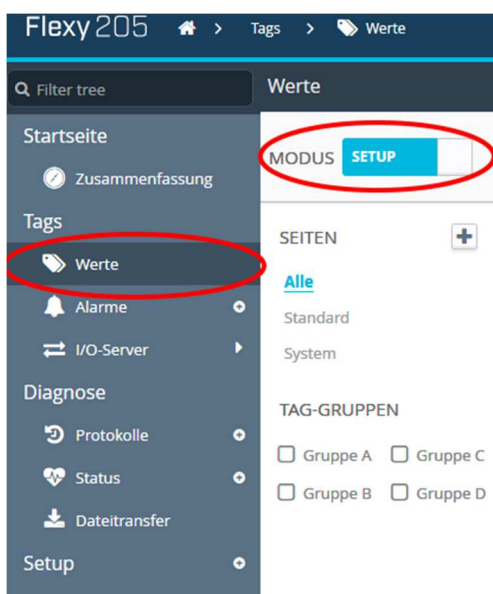 Flexy 205 > Tags > Werte
Filter tree
Startseite
Zusammenfassung
Tags
Werte
Alarme
I/O-Server
Diagnose
Protokolle
Status
Dateitransfer
Setup
Werte
MODUS SETUP
SEITEN +
Alle
Standard
System
TAG-GRUPPEN
Gruppe A Gruppe C
Gruppe B Gruppe D